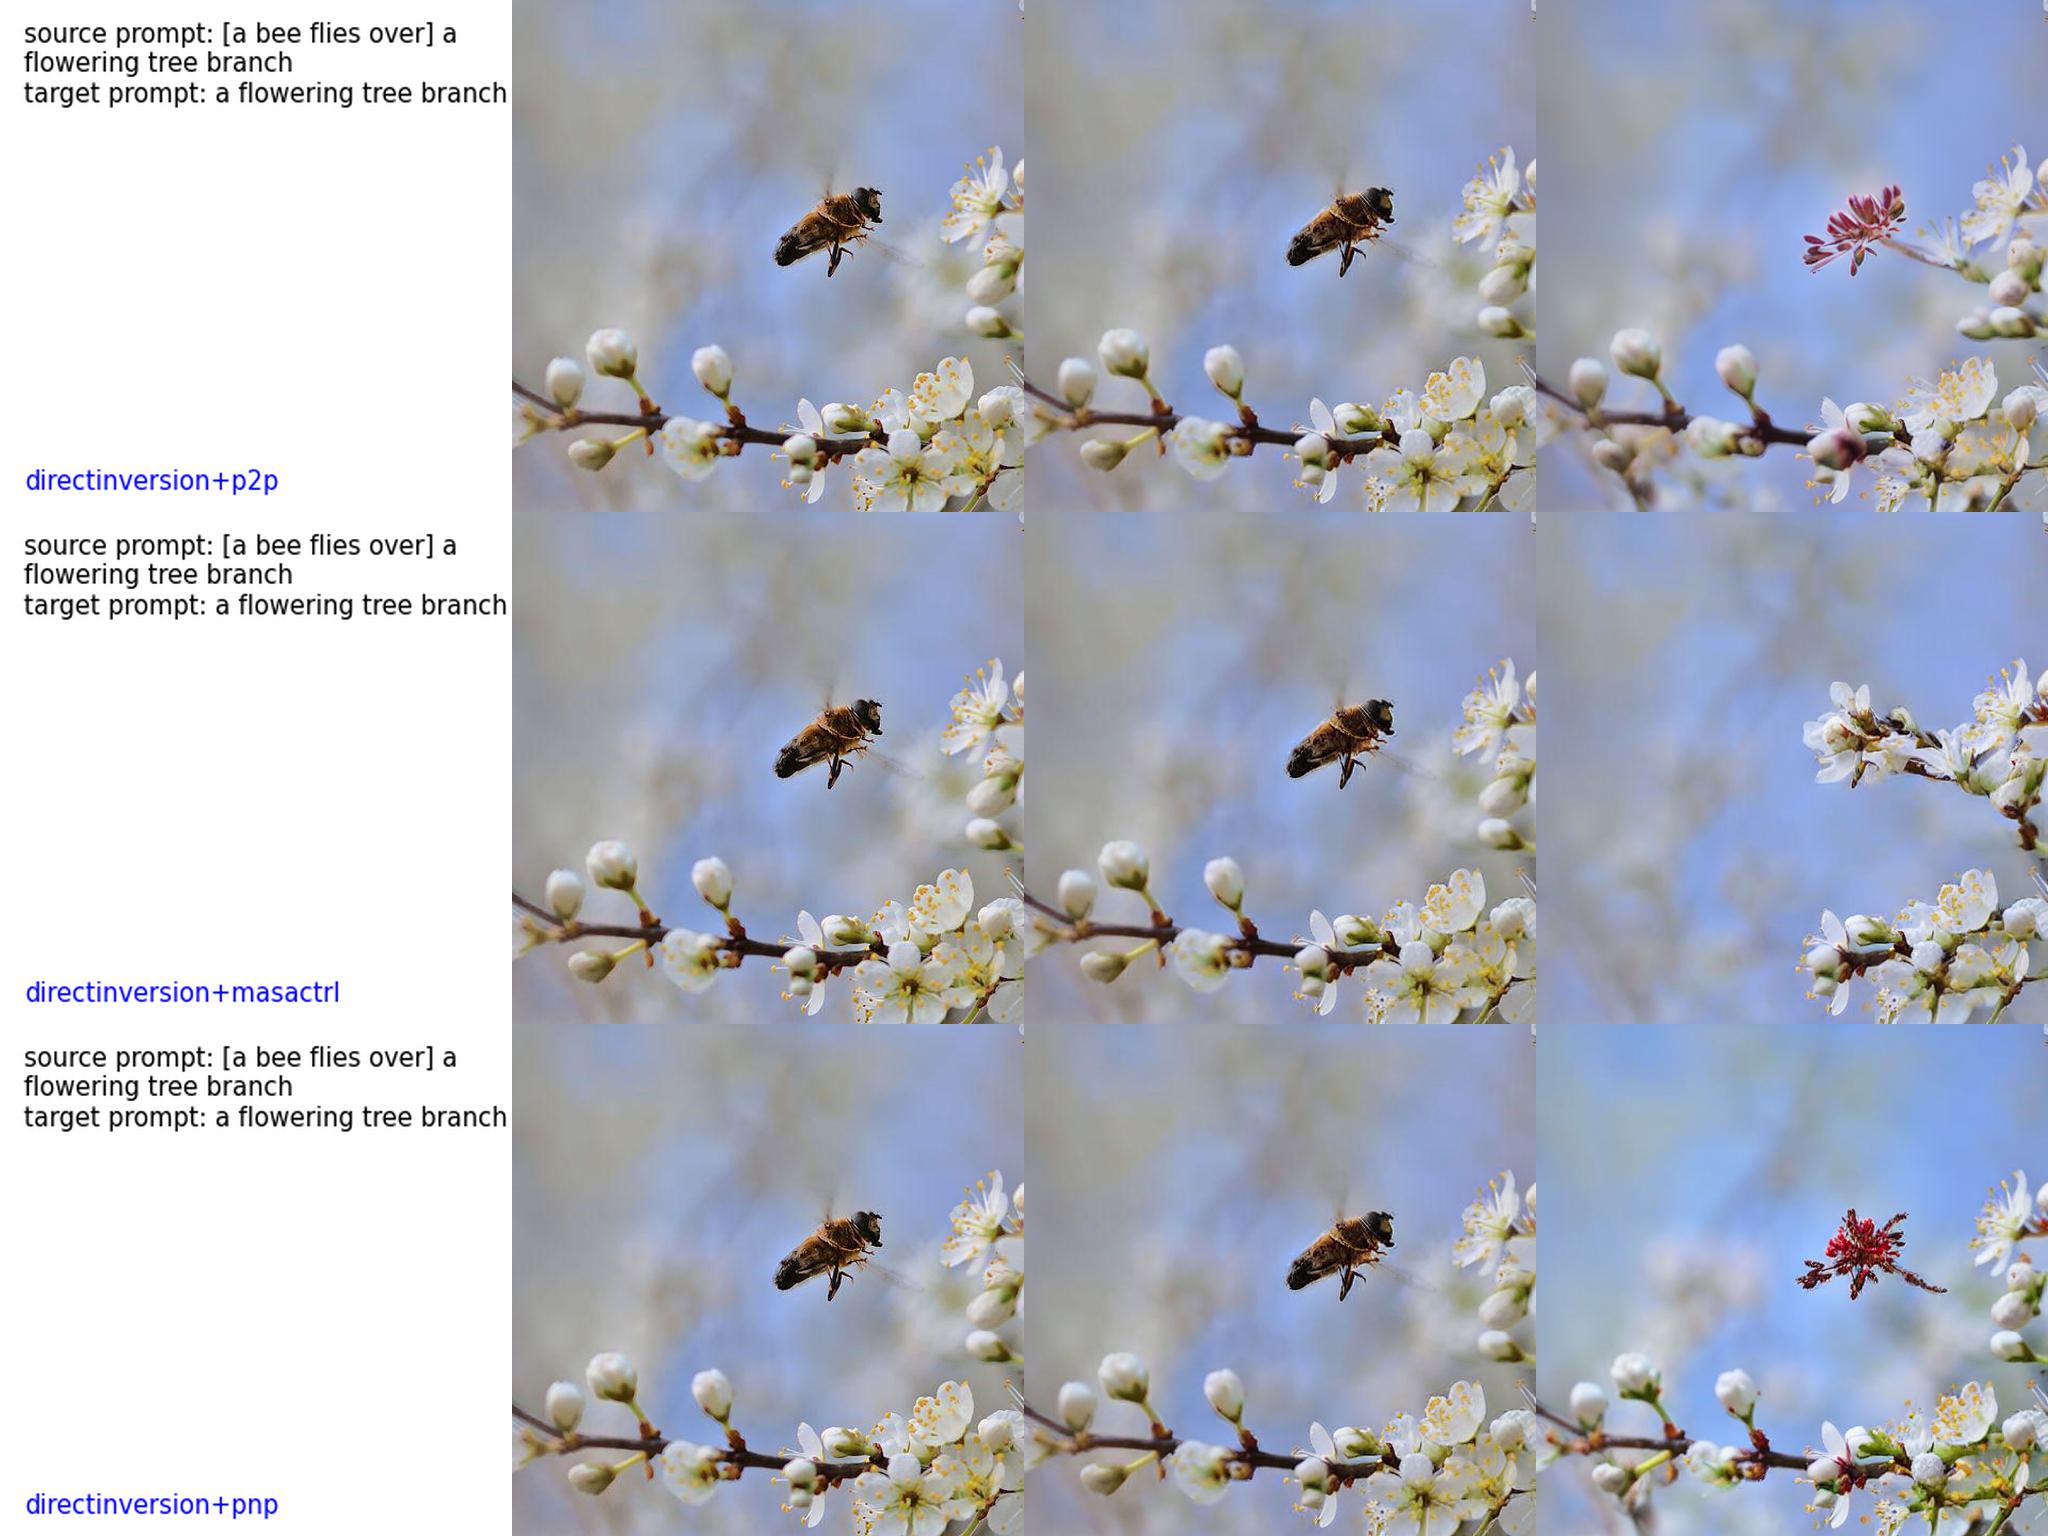 source prompt: [a bee flies over] a
flowering tree branch
target prompt: a flowering tree branch
directinversion+p2p
source prompt: [a bee flies over] a
flowering tree branch
target prompt: a flowering tree branch
directinversion+masactrl
source prompt: [a bee flies over] a
flowering tree branch
target prompt: a flowering tree branch
directinversion+pnp